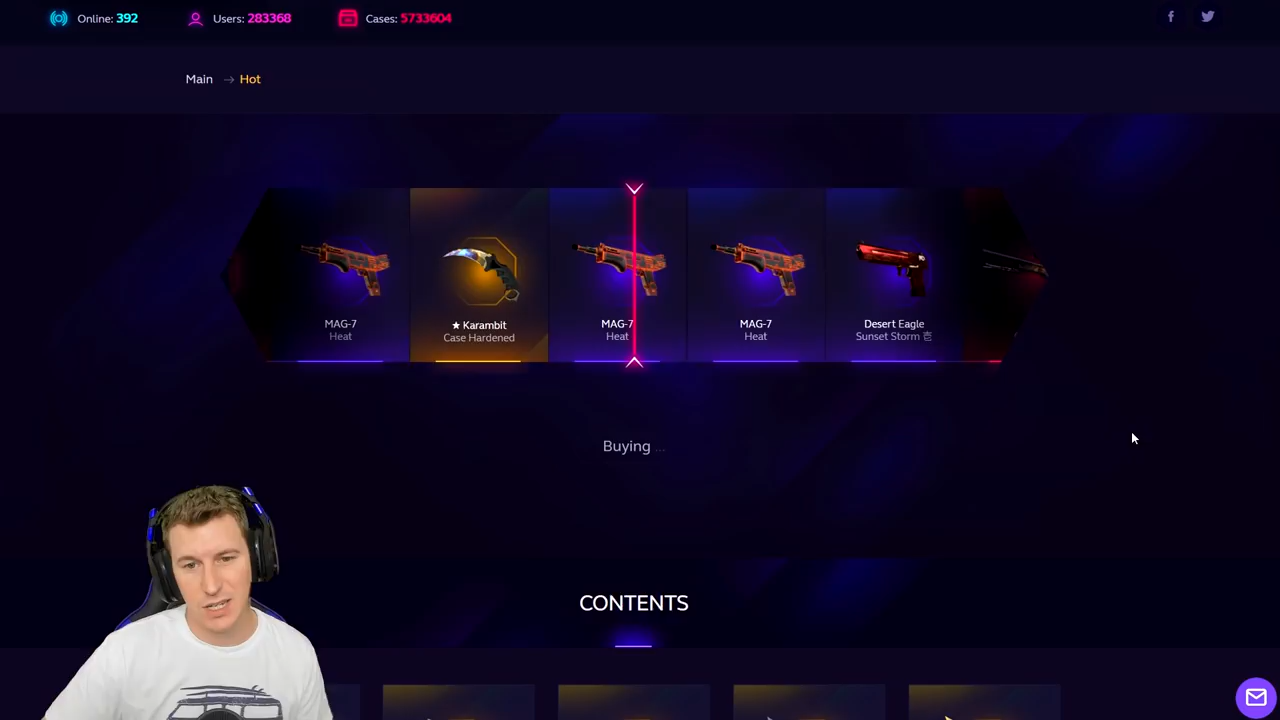 Online: 392
Users: 283368
Cases: 5733604
Main → Hot
MAG-7
Heat
★ Karambit
Case Hardened
MAG-7
Heat
MAG-7
Heat
Desert Eagle
Sunset Storm 壱
Buying ...
CONTENTS